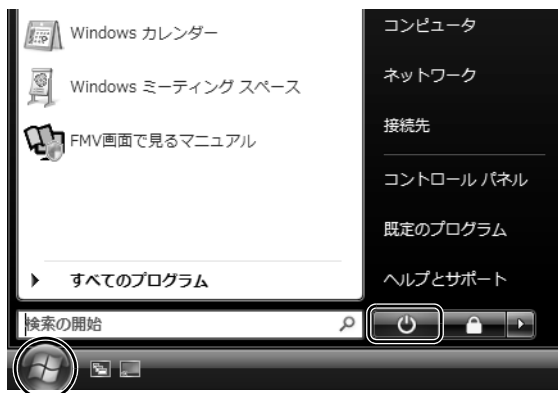 Windows カレンダー
Windows ミーティング スペース
FMV画面で見るマニュアル
すべてのプログラム
検索の開始
コンピュータ
ネットワーク
接続先
コントロール パネル
既定のプログラム
ヘルプとサポート